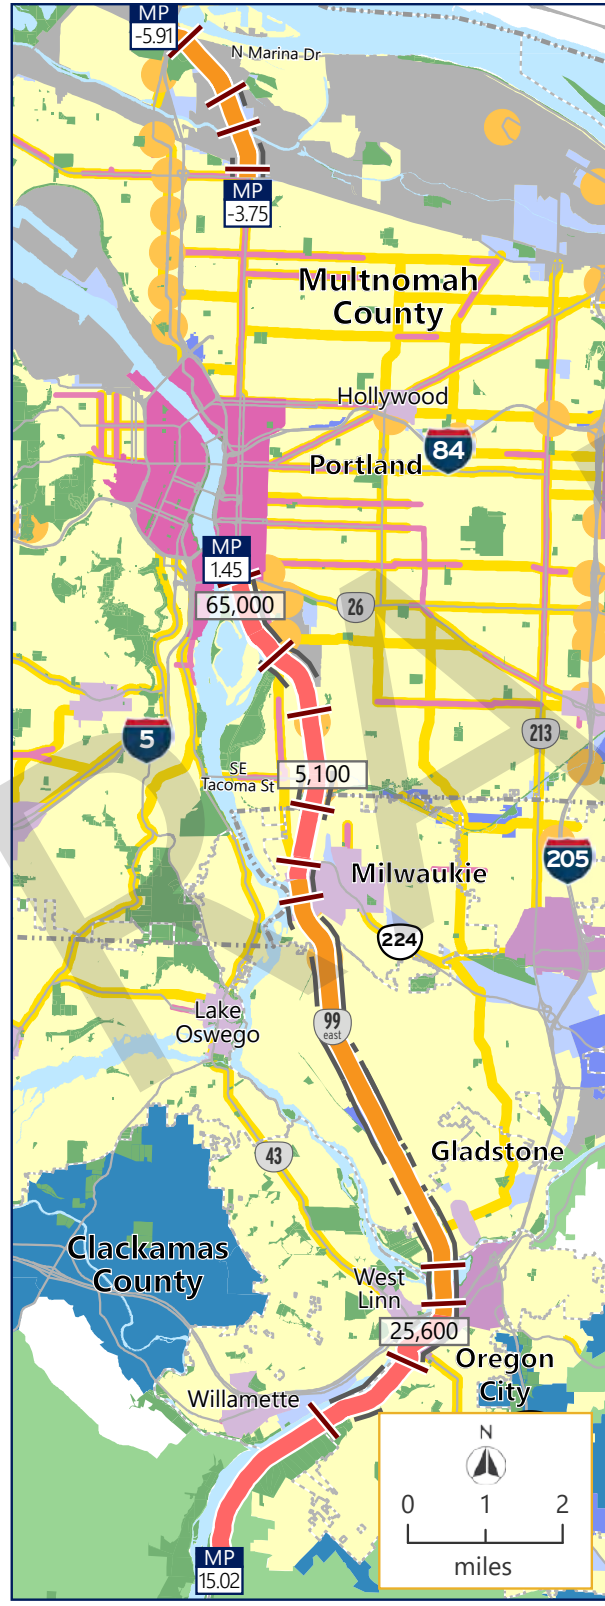 MP
-5.91
N Marina Dr
MP
-3.75
Multnomah
County
Hollywood
84
Portland
MP
1.45
65,000
26
5
213
SE
Tacoma St
5,100
205
Milwaukie
224
Lake
Oswego
99
east
Gladstone
43
Clackamas
County
West
Linn
25,600
Oregon
City
Willamette
N
0 1 2
miles
MP
15.02